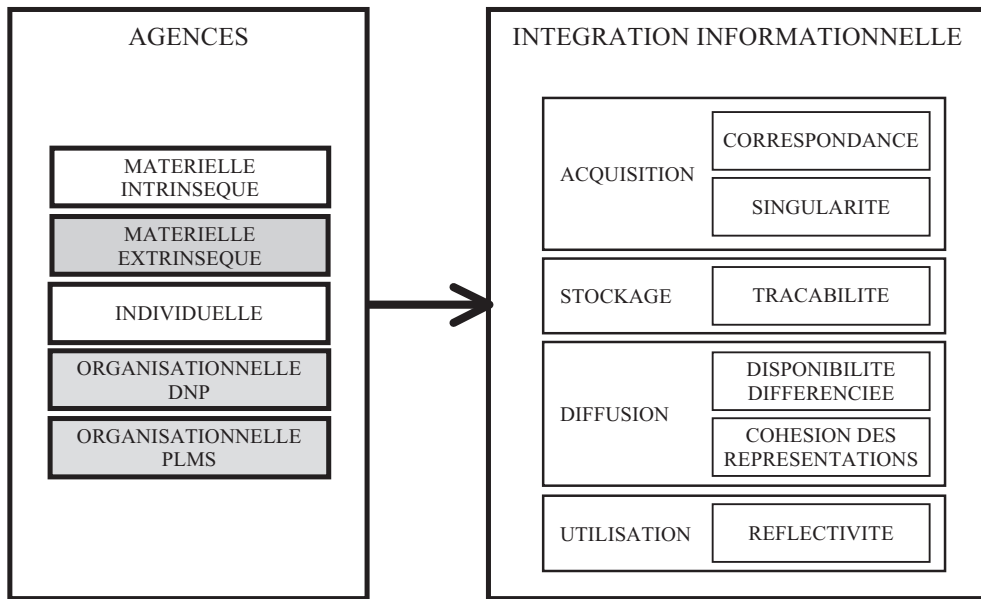 AGENCES
MATERIELLE
INTRINSEQUE
MATERIELLE
EXTRINSEQUE
INDIVIDUELLE
ORGANISATIONNELLE
DNP
ORGANISATIONNELLE
PLMS
INTEGRATION INFORMATIONNELLE
ACQUISITION
CORRESPONDANCE
SINGULARITE
STOCKAGE
TRACABILITE
DIFFUSION
DISPONIBILITE
DIFFERENCIEE
COHESION DES
REPRESENTATIONS
UTILISATION
REFLECTIVITE